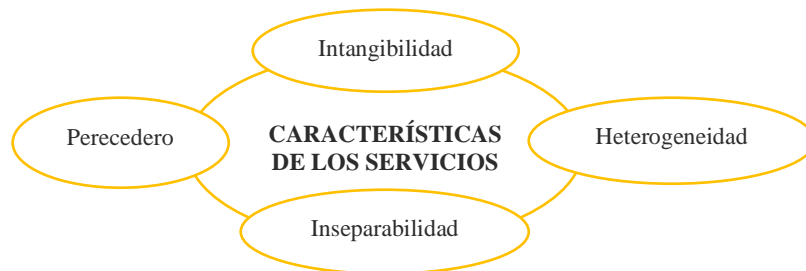 Intangibilidad
Perecedero
CARACTERÍSTICAS
DE LOS SERVICIOS
Heterogeneidad
Inseparabilidad